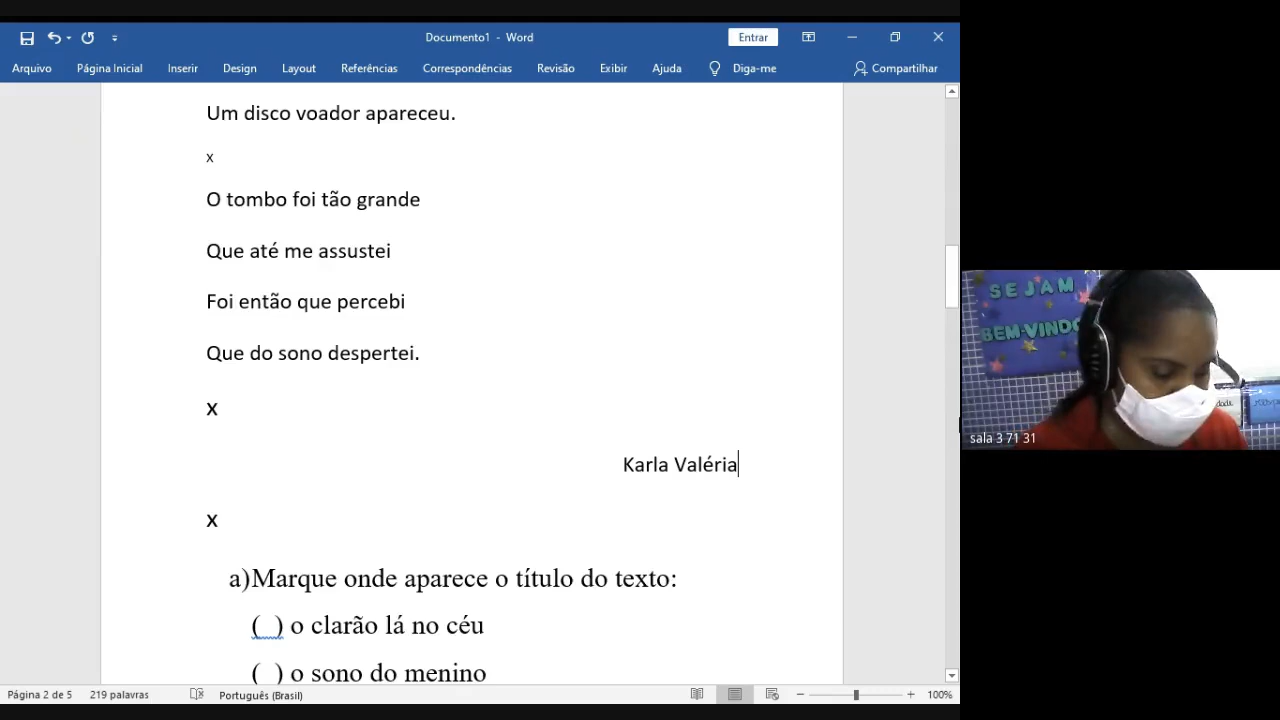 Documento1 - Word
Entrar
Arquivo
Página Inicial
Inserir
Design
Layout
Referências
Correspondências
Revisão
Exibir
Ajuda
Diga-me
Compartilhar
Um disco voador apareceu.
x
O tombo foi tão grande
Que até me assustei
Foi então que percebi
Que do sono despertei.
x
Karla Valéria
x
a)Marque onde aparece o título do texto:
( ) o clarão lá no céu
( ) o sono do menino
Página 2 de 5
219 palavras
Português (Brasil)
100%
SEJAM
BEM-VINDO
sala 3 71 31